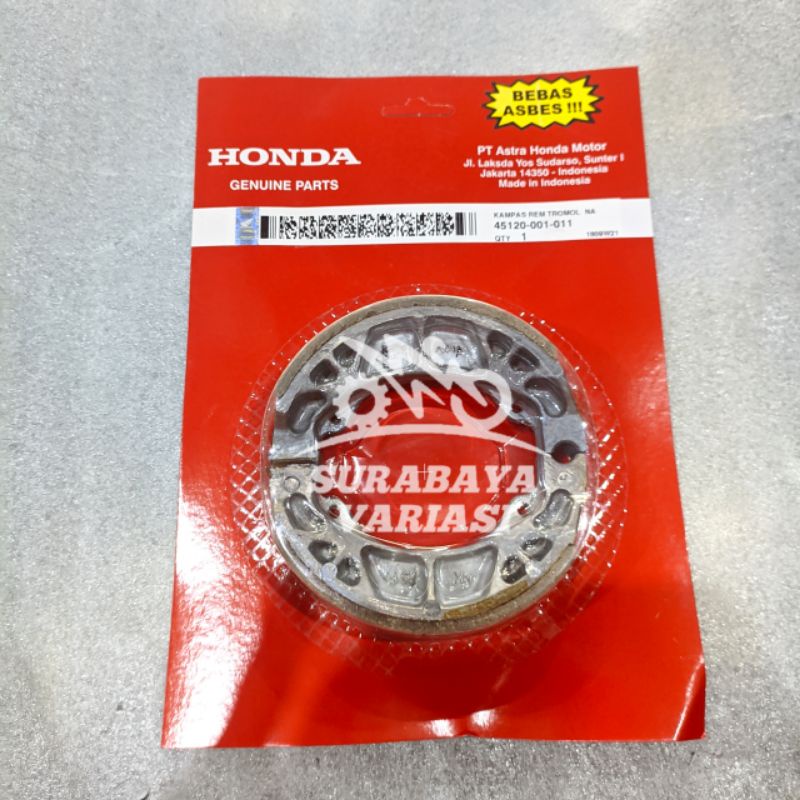 BEBAS
ASBES !!!
HONDA
GENUINE PARTS
PT Astra Honda Motor
Jl. Laksda Yos Sudarso, Sunter I
Jakarta 14350 - Indonesia
Made in Indonesia
KAMPAS REM TROMOL NA
45120-001-011
QTY 1
190BW21
SURABAYA
VARIASI